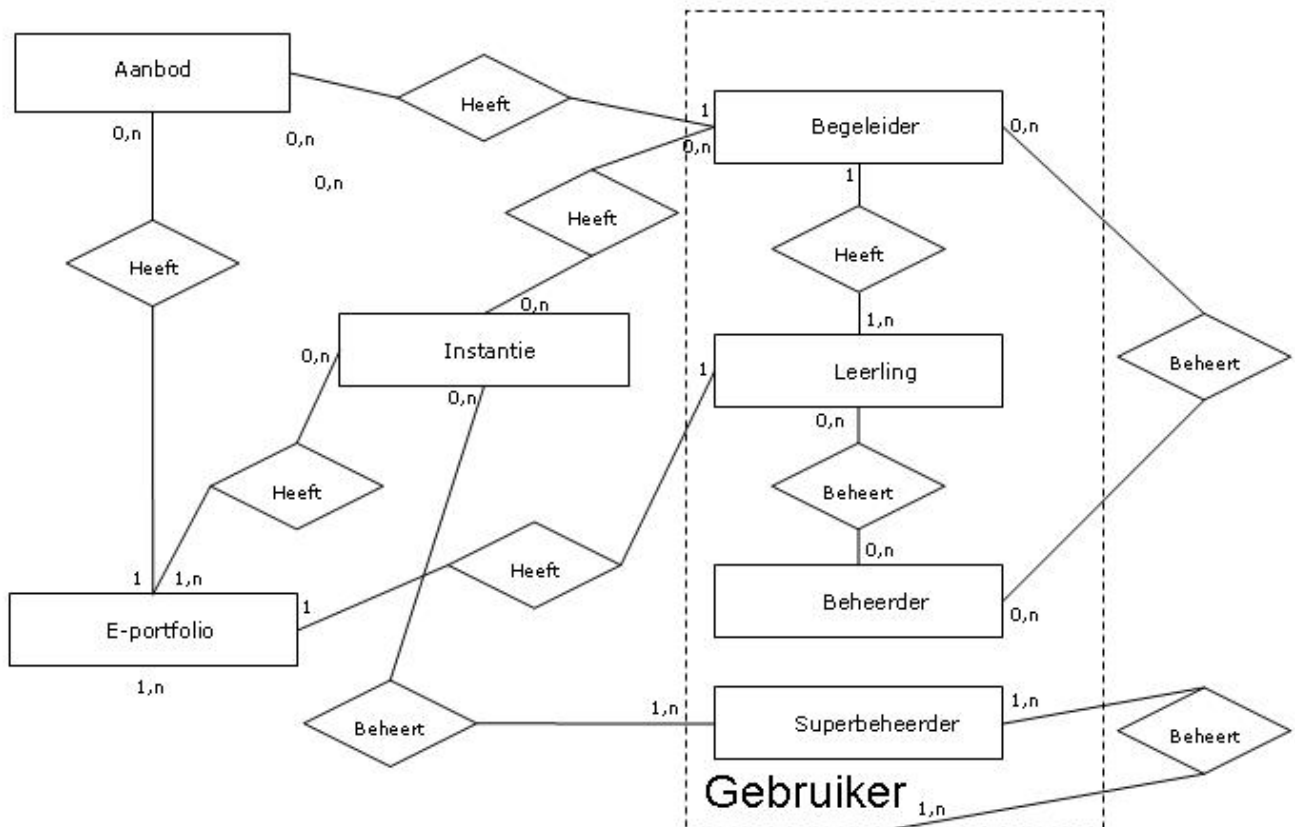 Aanbod
0,n
0,n
0,n
Heeft
1
0,n
Begeleider
0,n
Heeft
1
Heeft
Heeft
0,n
1,n
0,n
Instantie
0,n
1
Leerling
0,n
Beheert
Heeft
Beheert
0,n
Heeft
1
1,n
1
E-portfolio
1,n
Beheerder
0,n
Beheert
1,n
Superbeheerder
1,n
Beheert
Gebruiker
1,n